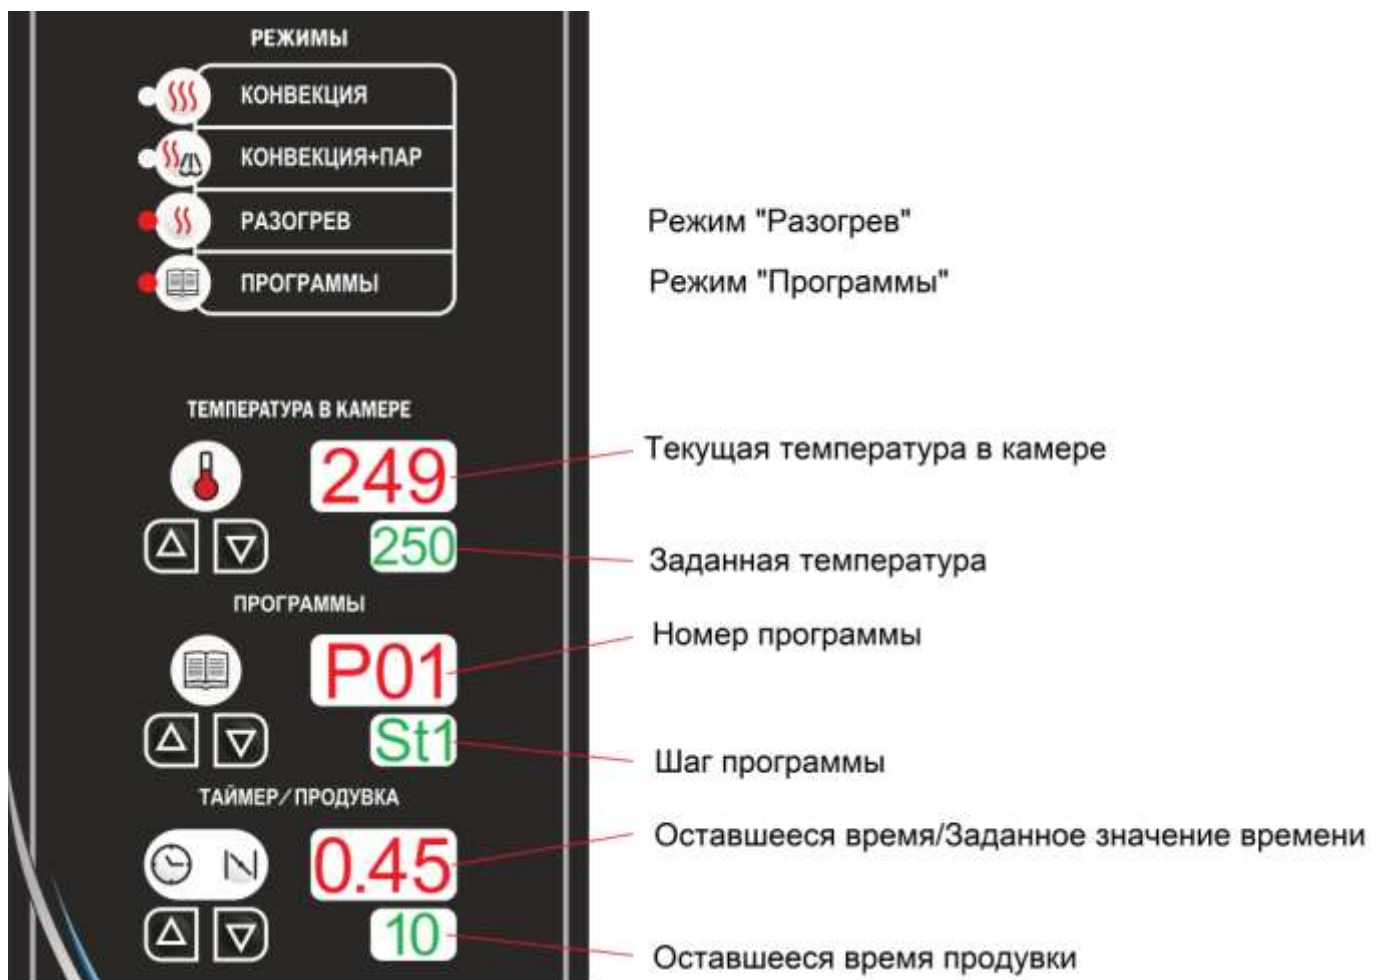 РЕЖИМЫ
КОНВЕКЦИЯ
КОНВЕКЦИЯ+ПАР
РАЗОГРЕВ
Режим "Разогрев"
ПРОГРАММЫ
Режим "Программы"
ТЕМПЕРАТУРА В КАМЕРЕ
249
Текущая температура в камере
250
Заданная температура
ПРОГРАММЫ
P01
Номер программы
St1
Шаг программы
ТАЙМЕР/ПРОДУВКА
0.45
Оставшееся время/Заданное значение времени
10
Оставшееся время продувки